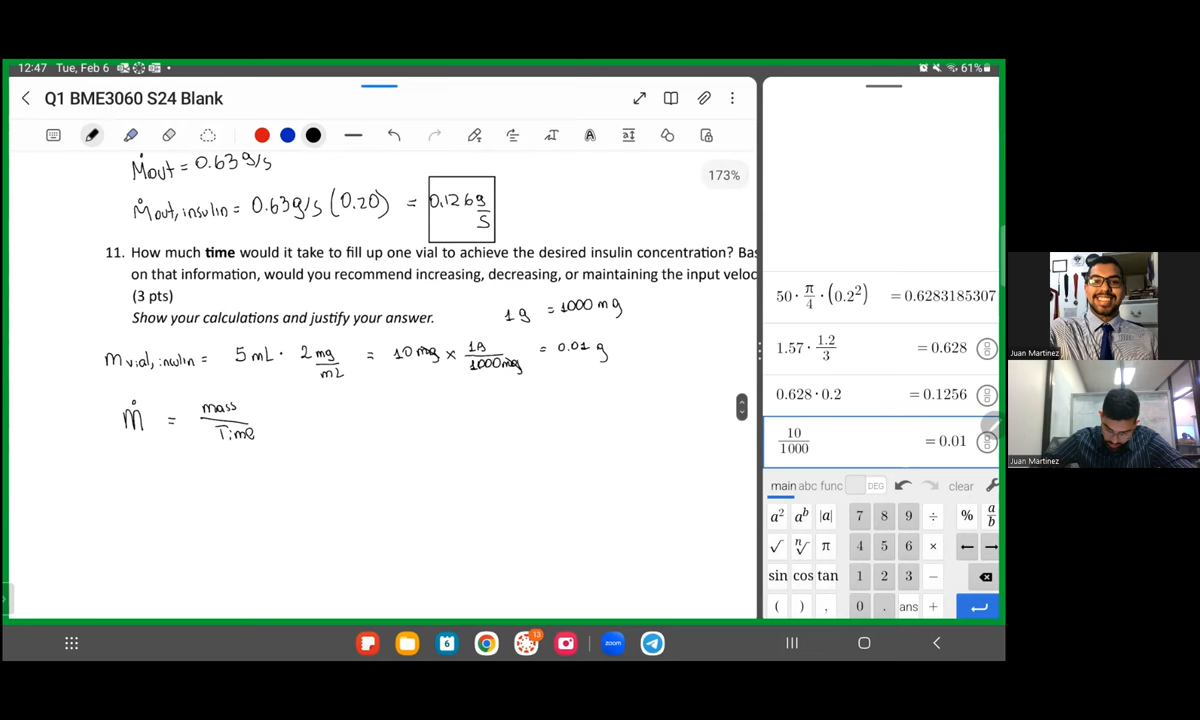 12:47 Tue, Feb 6 61%
Q1 BME3060 S24 Blank
173%
Ṁout = 0.63 g/s
ṁout, insulin = 0.63 g/s (0.20) = 0.126 g/s
11. How much time would it take to fill up one vial to achieve the desired insulin concentration? Bas
on that information, would you recommend increasing, decreasing, or maintaining the input veloc
(3 pts)
Show your calculations and justify your answer.
1 g = 1000 mg
m vial, insulin = 5 mL · 2 mg/mL = 10 mg × 1g/1000mg = 0.01 g
ṁ = mass/Time
50 · π/4 · (0.2²) = 0.6283185307
1.57 · 1.2/3 = 0.628
0.628 · 0.2 = 0.1256
10/1000 = 0.01
main abc func DEG clear
a² aᵇ |a| 7 8 9 ÷ % a/b
√ ⁿ√ π 4 5 6 × ← →
sin cos tan 1 2 3 −
( ) , 0 . ans +
Juan Martinez
Juan Martinez
6
13
zoom